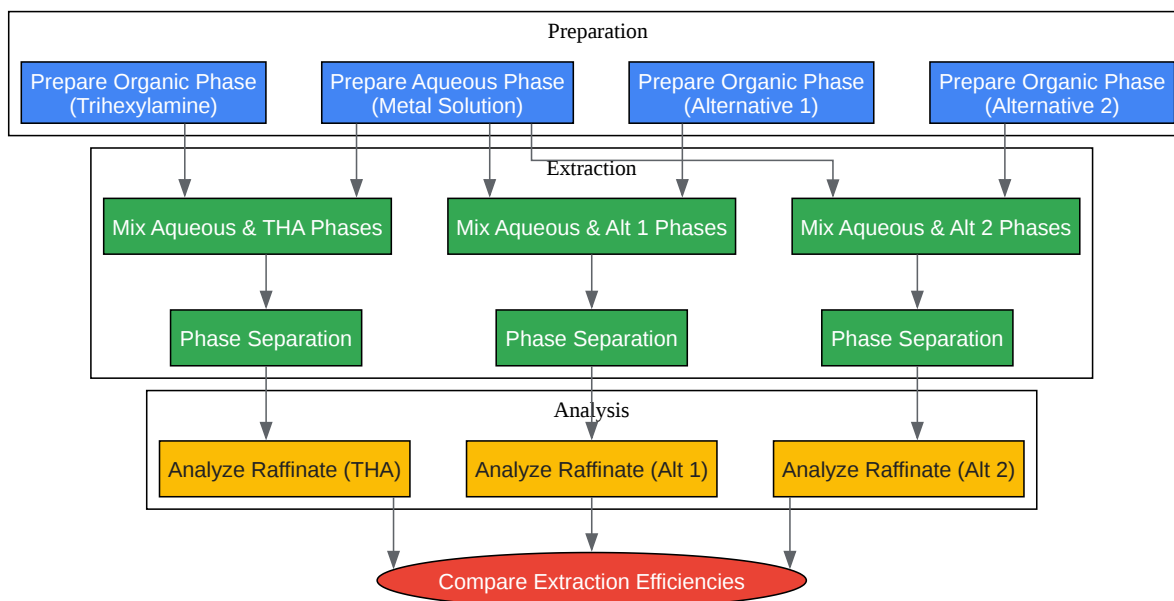 Preparation
Prepare Organic Phase
(Trihexylamine)
Prepare Aqueous Phase
(Metal Solution)
Prepare Organic Phase
(Alternative 1)
Prepare Organic Phase
(Alternative 2)
Extraction
Mix Aqueous & THA Phases
Mix Aqueous & Alt 1 Phases
Mix Aqueous & Alt 2 Phases
Phase Separation
Phase Separation
Phase Separation
Analysis
Analyze Raffinate (THA)
Analyze Raffinate (Alt 1)
Analyze Raffinate (Alt 2)
Compare Extraction Efficiencies